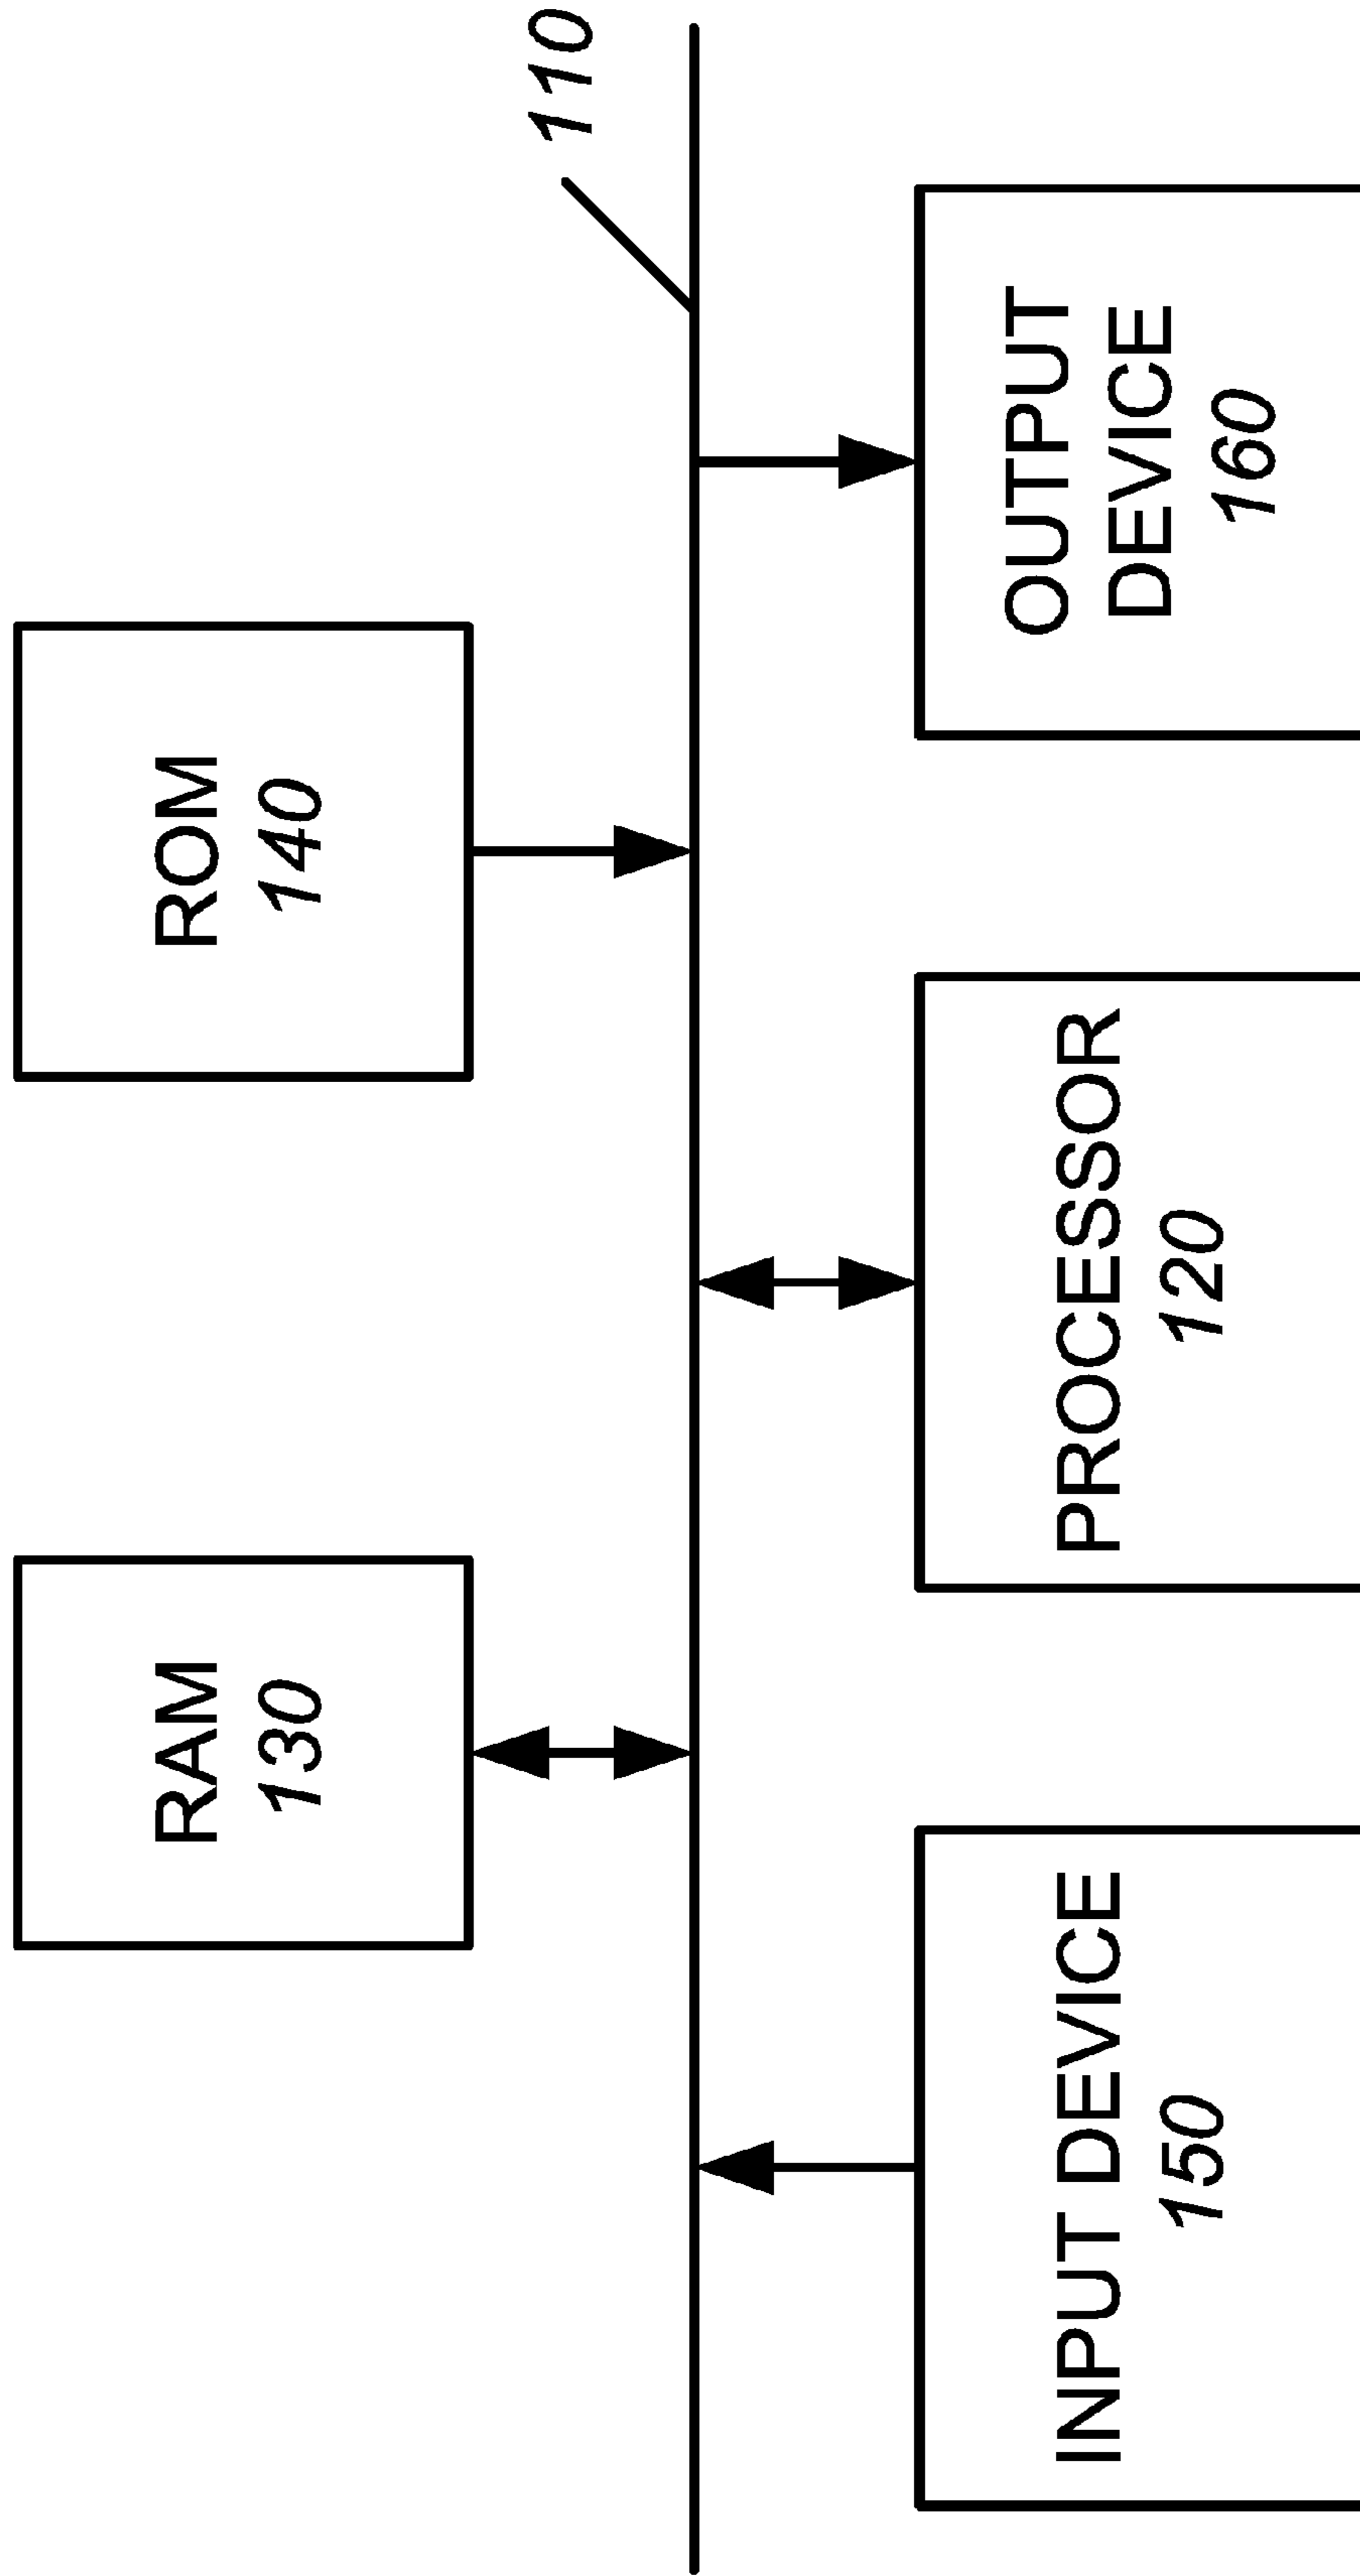 RAM
130
ROM
140
110
INPUT DEVICE
150
PROCESSOR
120
OUTPUT
DEVICE
160